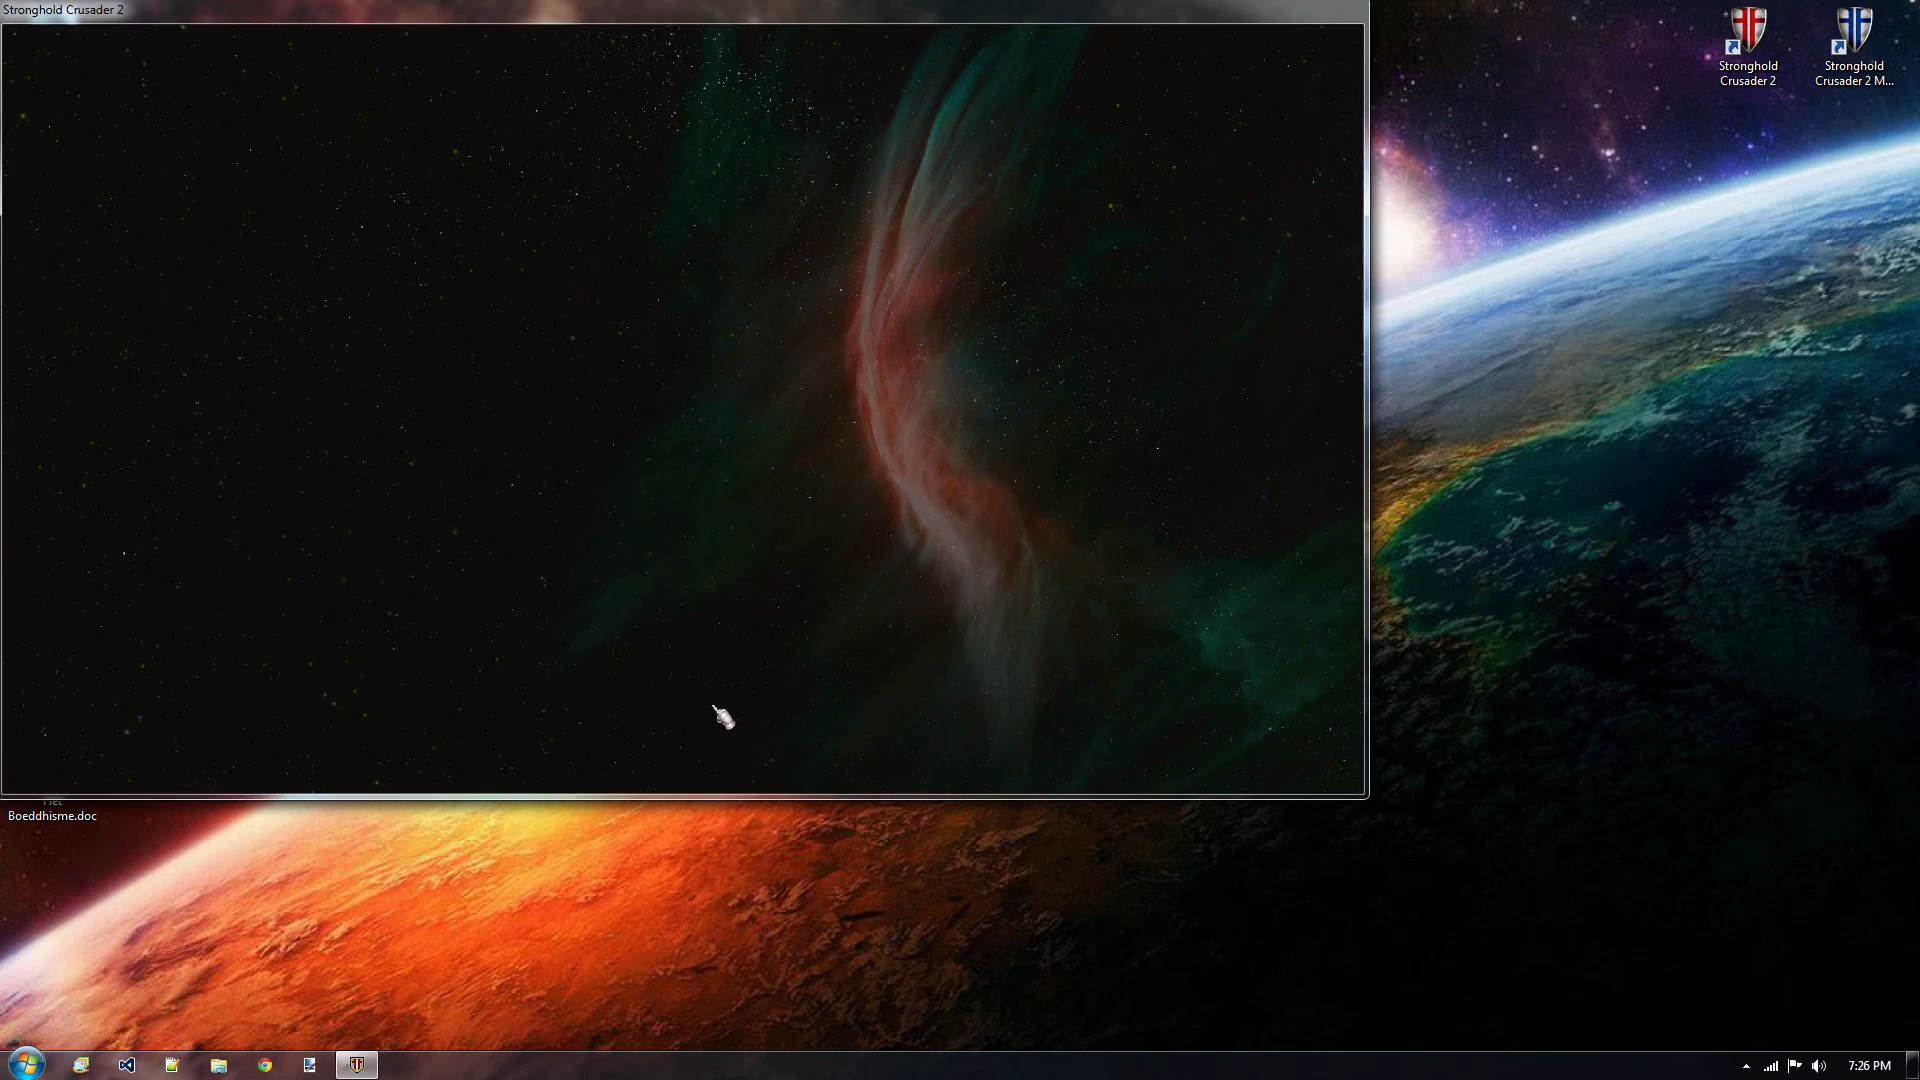 Stronghold Crusader 2
Stronghold
Crusader 2
Stronghold
Crusader 2 M...
Boeddhisme.doc
7:26 PM